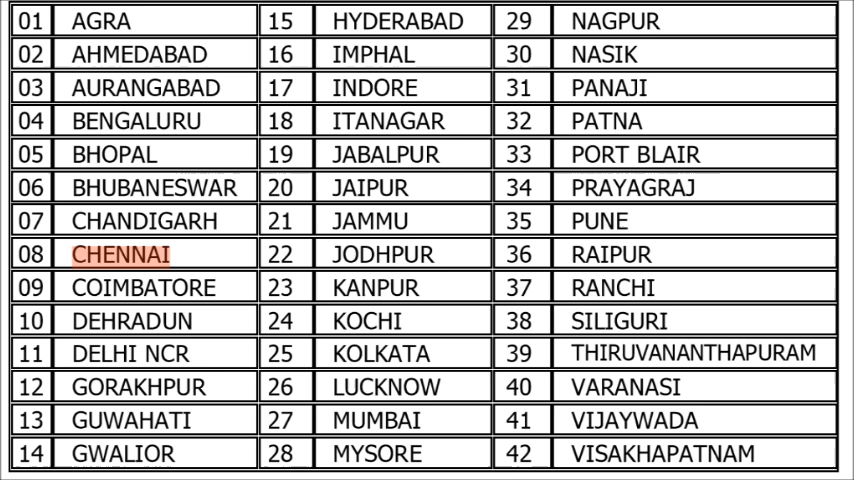 01 AGRA 15 HYDERABAD 29 NAGPUR
02 AHMEDABAD 16 IMPHAL 30 NASIK
03 AURANGABAD 17 INDORE 31 PANAJI
04 BENGALURU 18 ITANAGAR 32 PATNA
05 BHOPAL 19 JABALPUR 33 PORT BLAIR
06 BHUBANESWAR 20 JAIPUR 34 PRAYAGRAJ
07 CHANDIGARH 21 JAMMU 35 PUNE
08 CHENNAI 22 JODHPUR 36 RAIPUR
09 COIMBATORE 23 KANPUR 37 RANCHI
10 DEHRADUN 24 KOCHI 38 SILIGURI
11 DELHI NCR 25 KOLKATA 39 THIRUVANANTHAPURAM
12 GORAKHPUR 26 LUCKNOW 40 VARANASI
13 GUWAHATI 27 MUMBAI 41 VIJAYWADA
14 GWALIOR 28 MYSORE 42 VISAKHAPATNAM